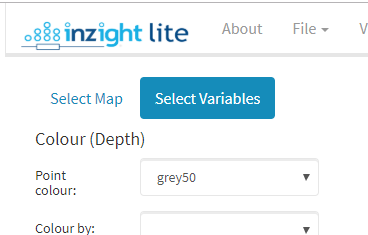 inzight lite About File V
Select Map Select Variables
Colour (Depth)
Point
colour:
grey50
Colour by: